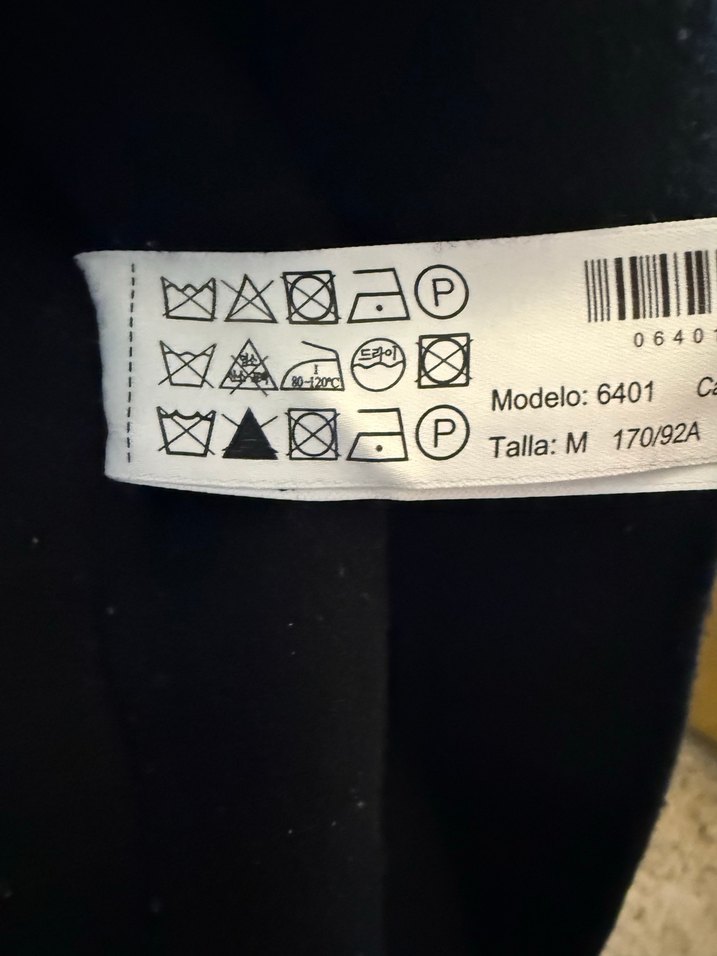 P
0640
드라이
80~120°C
P
Modelo: 6401
Talla: M 170/92A